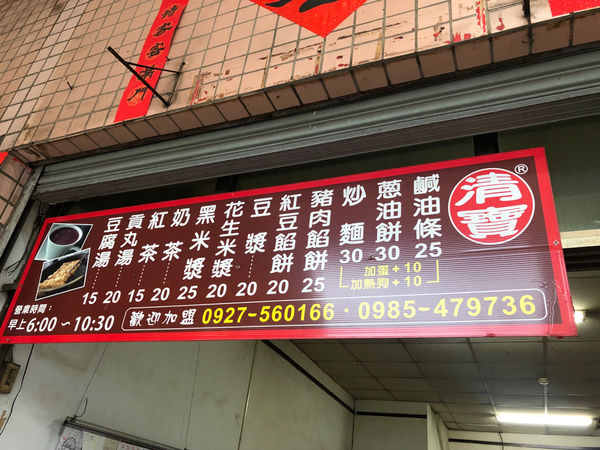 清寶®
鹹油條 25
蔥油餅 30
炒麵 30
加蛋+10
加熱狗+10
豬肉餡餅 25
紅豆餡餅 20
豆漿 20
花生米漿 20
黑米漿 25
奶茶 20
紅茶 15
貢丸湯 20
豆腐湯 15
營業時間:
早上6:00~10:30
歡迎加盟 0927-560166·0985-479736